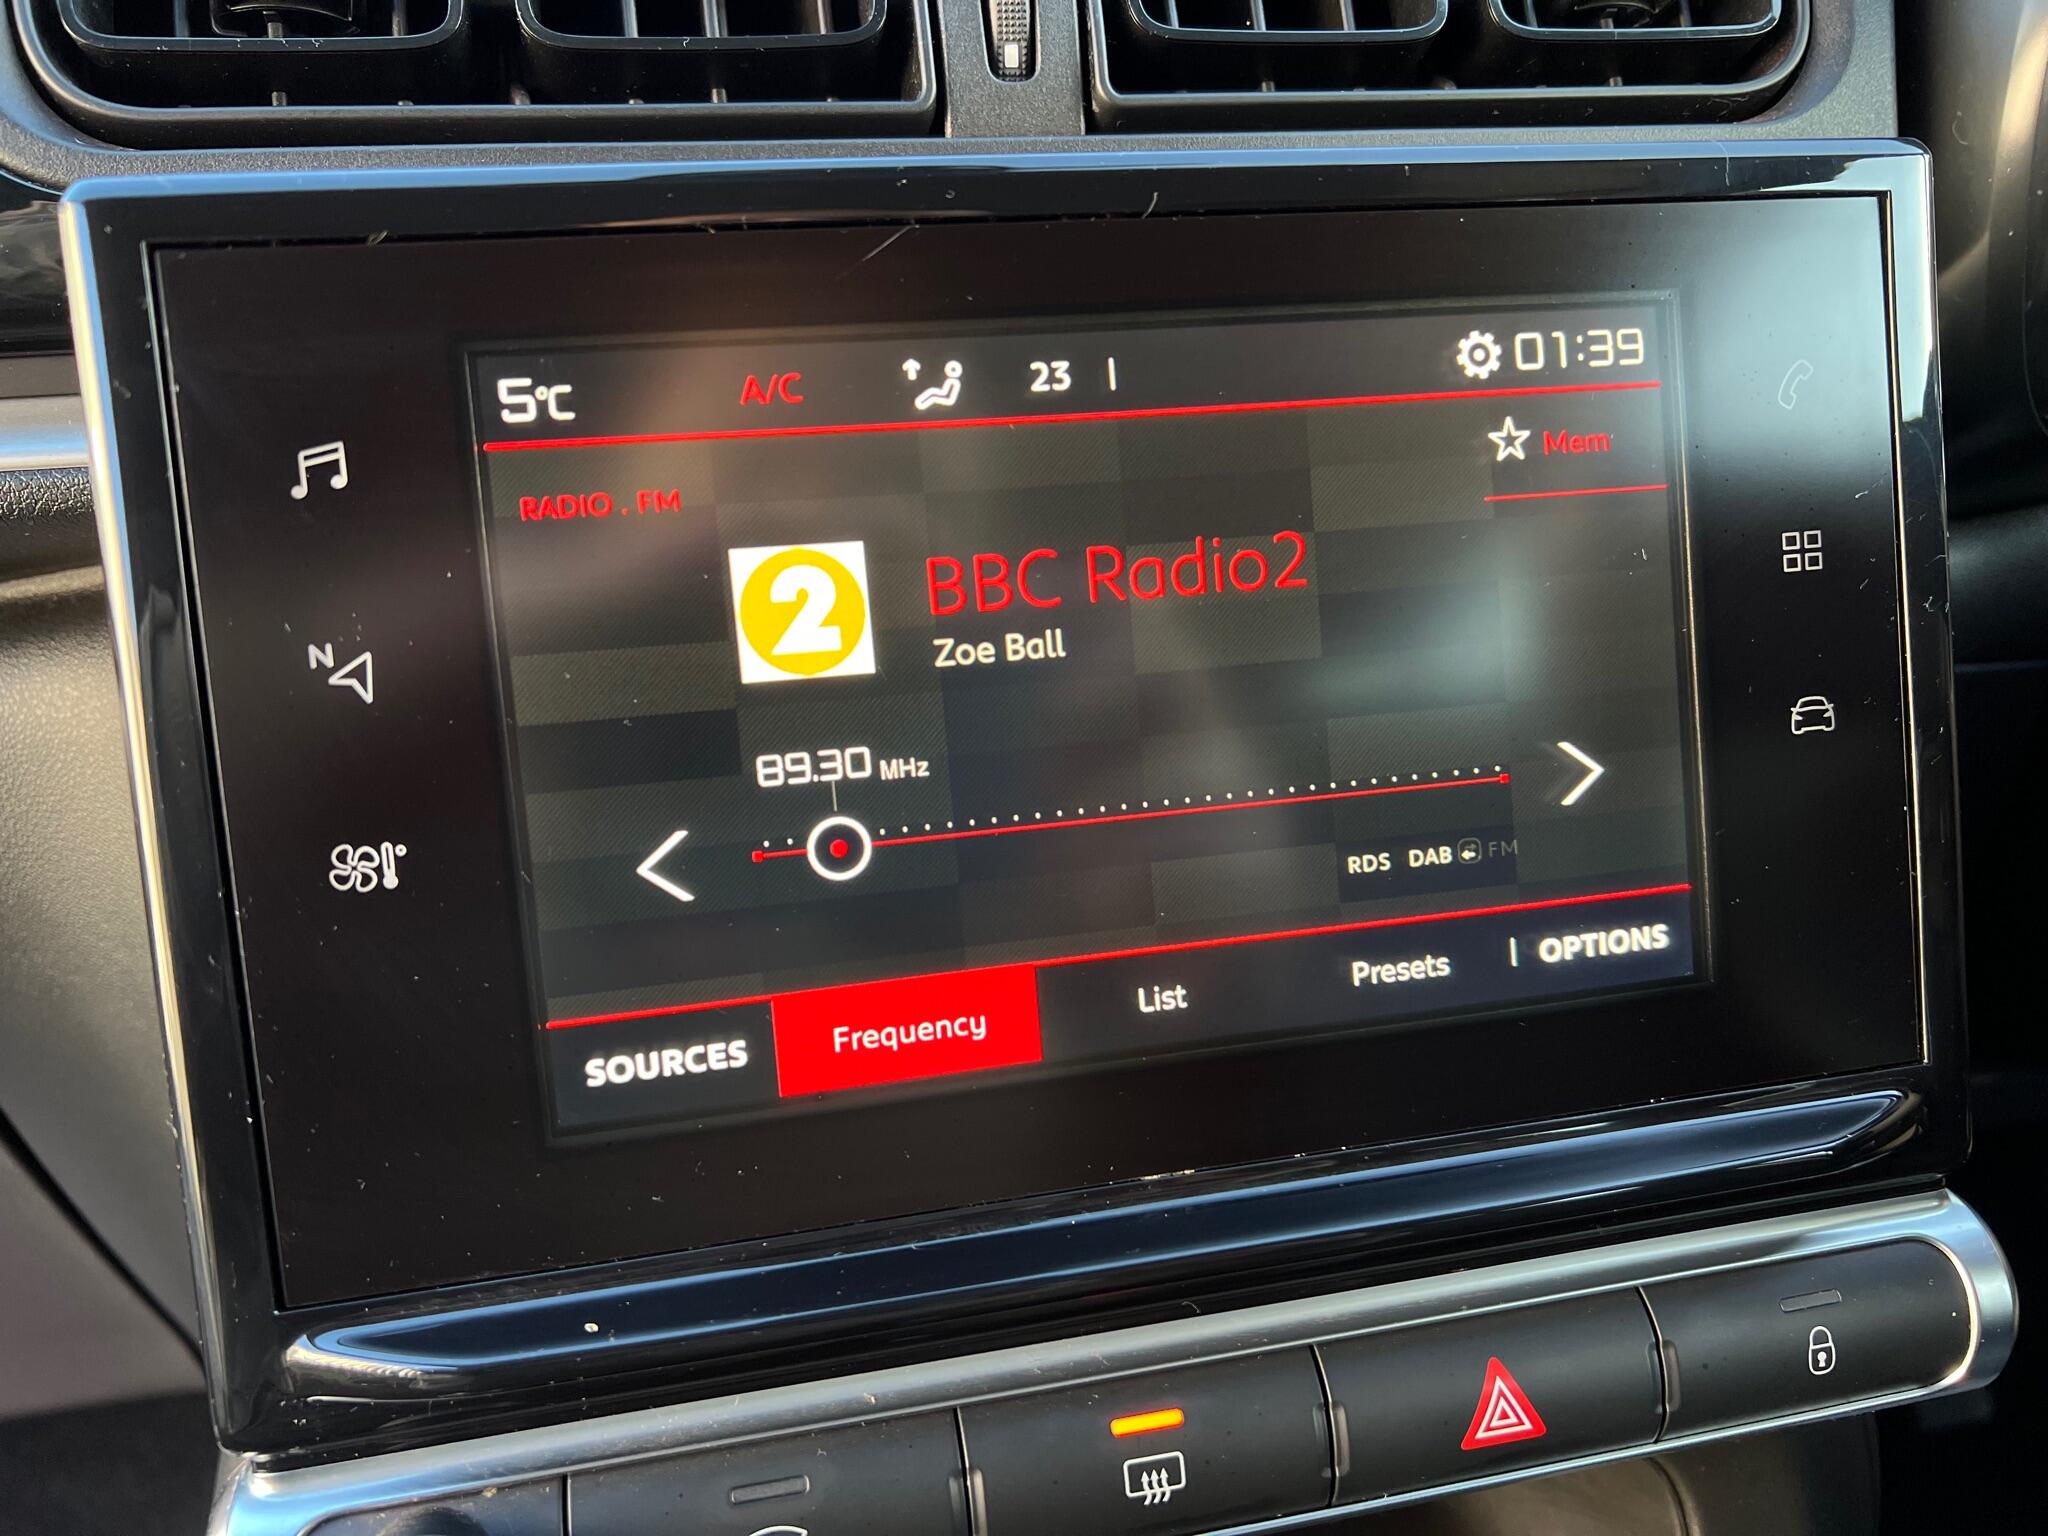 5°C A/C 23 01:39
Mem
RADIO . FM
2
BBC Radio2
Zoe Ball
89.30 MHz
RDS DAB FM
SOURCES Frequency List Presets OPTIONS
N